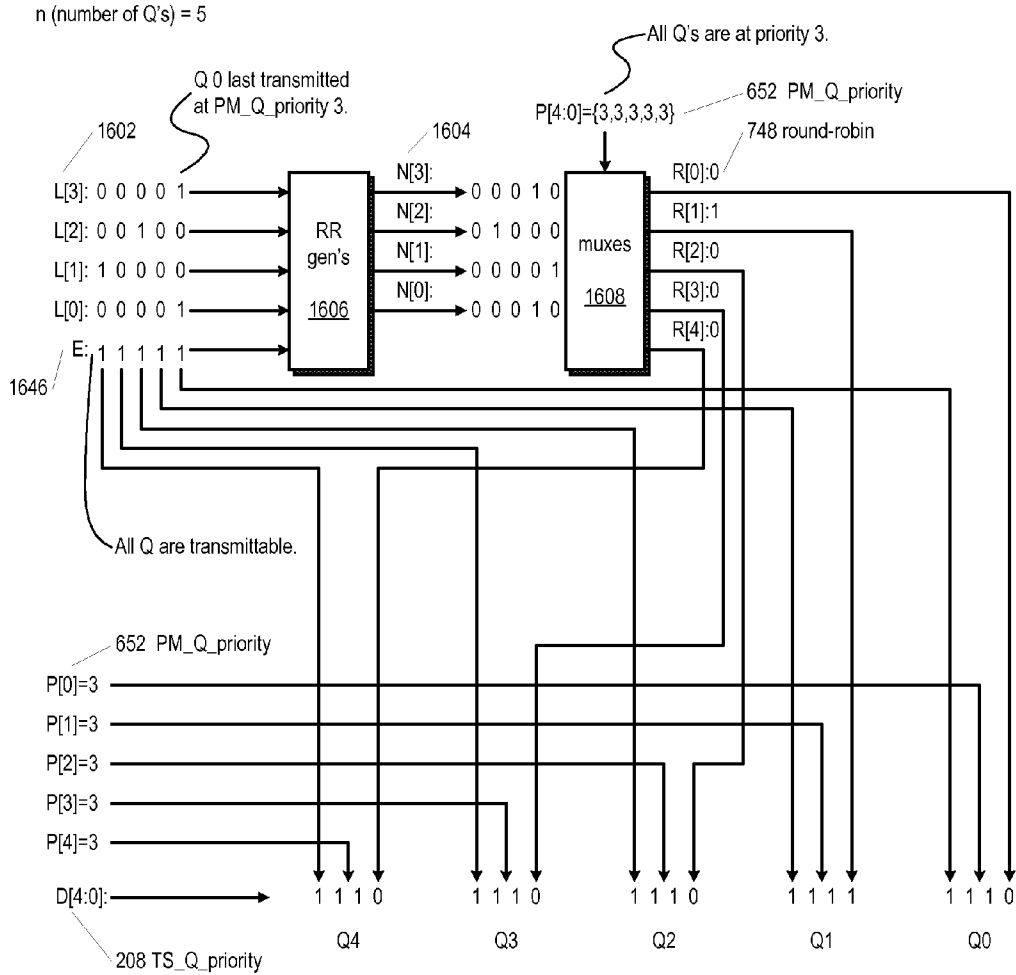 n (number of Q's) = 5
All Q's are at priority 3.
Q 0 last transmitted
at PM_Q_priority 3.
652 PM_Q_priority
P[4:0]={3,3,3,3,3}
1602
1604
748 round-robin
L[3]: 0 0 0 0 1
N[3]:
0 0 0 1 0
R[0]:0
L[2]: 0 0 1 0 0
N[2]:
0 1 0 0 0
R[1]:1
L[1]: 1 0 0 0 0
N[1]:
0 0 0 0 1
R[2]:0
L[0]: 0 0 0 0 1
N[0]:
0 0 0 1 0
R[3]:0
R[4]:0
RR
gen's
1606
muxes
1608
E: 1 1 1 1 1
1646
All Q are transmittable.
652 PM_Q_priority
P[0]=3
P[1]=3
P[2]=3
P[3]=3
P[4]=3
D[4:0]:
1 1 1 0
1 1 1 0
1 1 1 0
1 1 1 1
1 1 1 0
Q4
Q3
Q2
Q1
Q0
208 TS_Q_priority